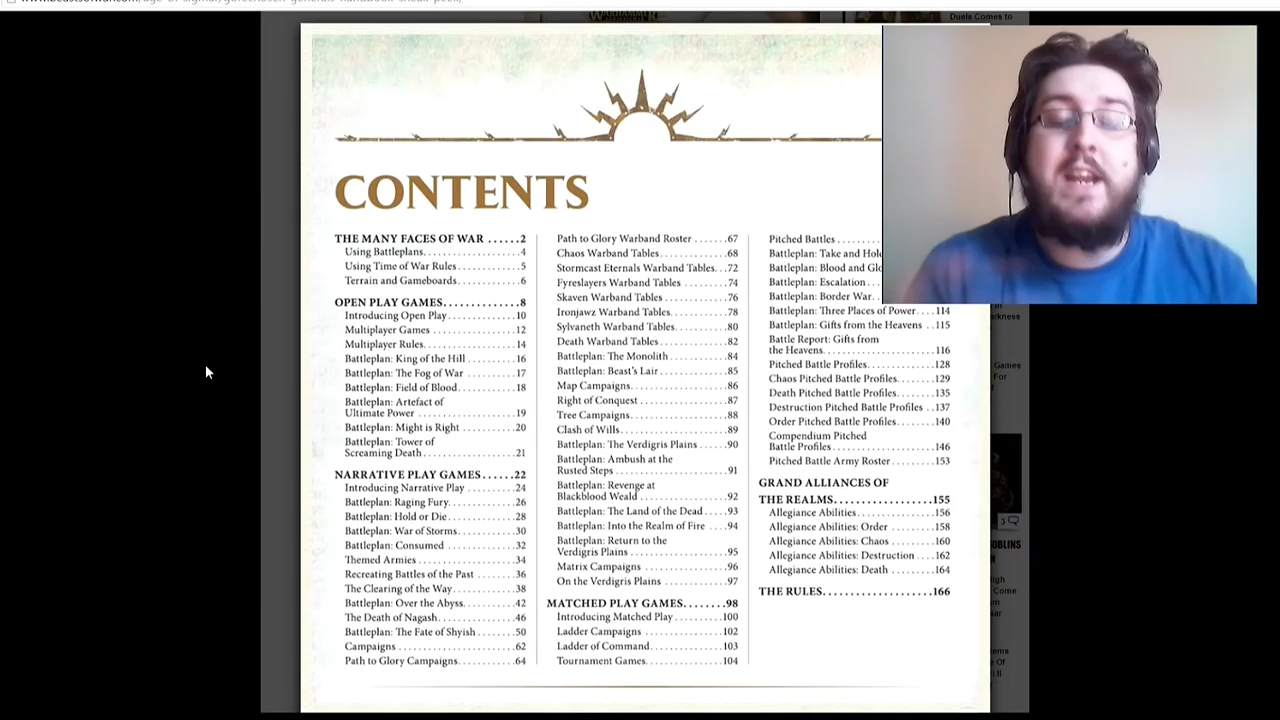 Duels Comes to
CONTENTS
THE MANY FACES OF WAR ......2
Using Battleplans. . . . . . . . . . . . . . . . .4
Using Time of War Rules . . . . . . . . . . .5
Terrain and Gameboards. . . . . . . . . . .6
OPEN PLAY GAMES. . . . . . . . . . . . .8
Introducing Open Play . . . . . . . . . . . .10
Multiplayer Games . . . . . . . . . . . . . . .12
Multiplayer Rules. . . . . . . . . . . . . . . . .14
Battleplan: King of the Hill . . . . . . . . .16
Battleplan: The Fog of War . . . . . . . . .17
Battleplan: Field of Blood. . . . . . . . . . .18
Battleplan: Artefact of
Ultimate Power . . . . . . . . . . . . . . . . . .19
Battleplan: Might is Right . . . . . . . . . .20
Battleplan: Tower of
Screaming Death . . . . . . . . . . . . . . . . .21
NARRATIVE PLAY GAMES. . . . . .22
Introducing Narrative Play . . . . . . . . .24
Battleplan: Raging Fury. . . . . . . . . . . .26
Battleplan: Hold or Die . . . . . . . . . . . .28
Battleplan: War of Storms. . . . . . . . . .30
Battleplan: Consumed . . . . . . . . . . . .32
Themed Armies . . . . . . . . . . . . . . . . .34
Recreating Battles of the Past . . . . . . .36
The Clearing of the Way. . . . . . . . . . . .38
Battleplan: Over the Abyss. . . . . . . . . .42
The Death of Nagash. . . . . . . . . . . . . .46
Battleplan: The Fate of Shyish . . . . . . .50
Campaigns . . . . . . . . . . . . . . . . . . . . .62
Path to Glory Campaigns. . . . . . . . . . .64
Path to Glory Warband Roster . . . . . . .67
Chaos Warband Tables. . . . . . . . . . . . .68
Stormcast Eternals Warband Tables. . .72
Fyreslayers Warband Tables . . . . . . . .74
Skaven Warband Tables . . . . . . . . . . .76
Ironjawz Warband Tables. . . . . . . . . . .78
Sylvaneth Warband Tables. . . . . . . . . .80
Death Warband Tables . . . . . . . . . . . .82
Battleplan: The Monolith . . . . . . . . . . .84
Battleplan: Beast's Lair . . . . . . . . . . . .85
Map Campaigns. . . . . . . . . . . . . . . . .86
Right of Conquest . . . . . . . . . . . . . . . .87
Tree Campaigns. . . . . . . . . . . . . . . . . .88
Clash of Wills . . . . . . . . . . . . . . . . . . .89
Battleplan: The Verdigris Plains . . . . . .90
Battleplan: Ambush at the
Rusted Steps . . . . . . . . . . . . . . . . . . . .91
Battleplan: Revenge at
Blackblood Weald . . . . . . . . . . . . . . . .92
Battleplan: The Land of the Dead . . . . .93
Battleplan: Into the Realm of Fire . . . .94
Battleplan: Return to the
Verdigris Plains . . . . . . . . . . . . . . . . . .95
Matrix Campaigns . . . . . . . . . . . . . . . .96
On the Verdigris Plains . . . . . . . . . . . .97
MATCHED PLAY GAMES. . . . . . . .98
Introducing Matched Play . . . . . . . . .100
Ladder Campaigns . . . . . . . . . . . . . .102
Ladder of Command. . . . . . . . . . . . .103
Tournament Games. . . . . . . . . . . . . .104
Pitched Battles . . . . . . . .
Battleplan: Take and
Battleplan: Blood and
Battleplan: Escalation. . . .
Battleplan: Border War. .
Battleplan: Three Places of Power. . . .114
Battleplan: Gifts from the Heavens . .115
Battle Report: Gifts from
the Heavens. . . . . . . . . . . . . . . . . . . .116
Pitched Battle Profiles. . . . . . . . . . . .128
Chaos Pitched Battle Profiles. . . . . . .129
Death Pitched Battle Profiles. . . . . . .135
Destruction Pitched Battle Profiles . .137
Order Pitched Battle Profiles. . . . . . .140
Compendium Pitched
Battle Profiles. . . . . . . . . . . . . . . . . . .146
Pitched Battle Army Roster . . . . . . . .153
GRAND ALLIANCES OF
THE REALMS. . . . . . . . . . . . . . . . .155
Allegiance Abilities . . . . . . . . . . . . . .156
Allegiance Abilities: Order . . . . . . . .158
Allegiance Abilities: Chaos . . . . . . . .160
Allegiance Abilities: Destruction . . . .162
Allegiance Abilities: Death . . . . . . . .164
THE RULES. . . . . . . . . . . . . . . . . . .166
Games
For
3
Come
Of